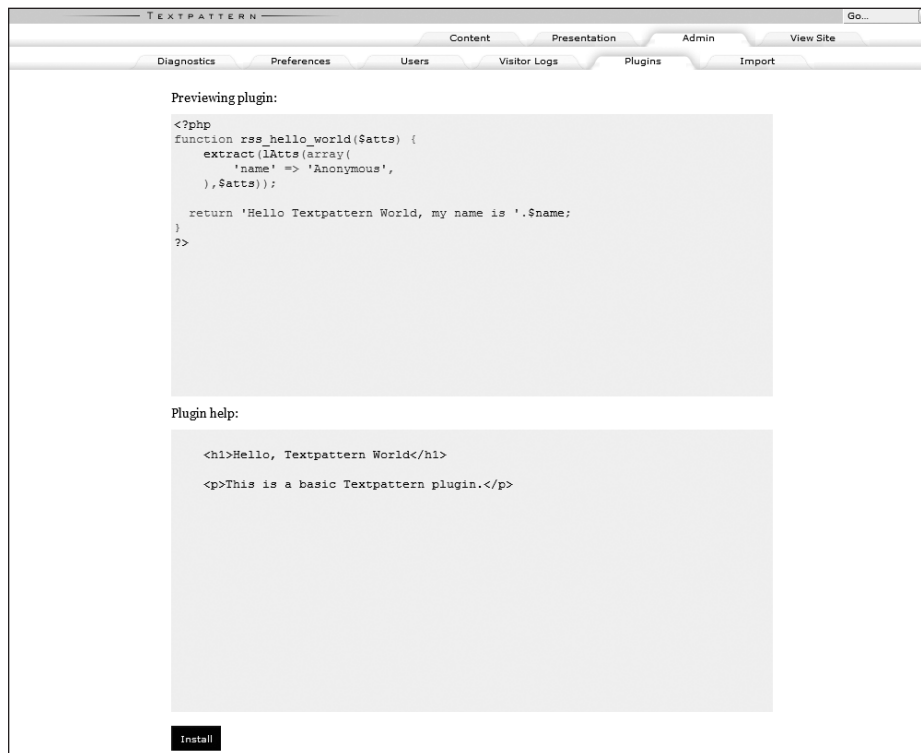 TEXTPATTERN
Go...
Content Presentation Admin View Site
Diagnostics Preferences Users Visitor Logs Plugins Import
Previewing plugin:
<?php
function rss_hello_world($atts) {
    extract(lAtts(array(
        'name' => 'Anonymous',
    ),$atts));
  return 'Hello Textpattern World, my name is '.$name;
}
?>
Plugin help:
    <h1>Hello, Textpattern World</h1>
    <p>This is a basic Textpattern plugin.</p>
Install